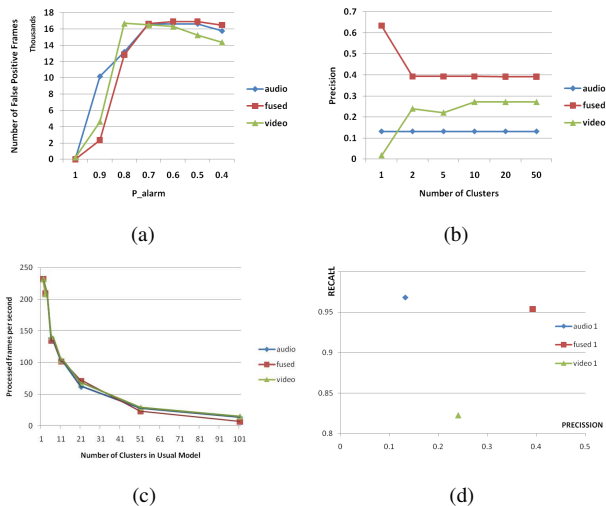 Number of False Positive Frames
Thousands
18
16
14
12
10
8
6
4
2
0
1 0.9 0.8 0.7 0.6 0.5 0.4
P_alarm
audio
fused
video
(a)
Precision
0.7
0.6
0.5
0.4
0.3
0.2
0.1
0
1 2 5 10 20 50
Number of Clusters
audio
fused
video
(b)
Processed frames per second
250
200
150
100
50
0
1 11 21 31 41 51 61 71 81 91 101
Number of Clusters in Usual Model
audio
fused
video
(c)
RECALL
1
0.95
0.9
0.85
0.8
0 0.1 0.2 0.3 0.4 0.5
PRECISSION
audio 1
fused 1
video 1
(d)